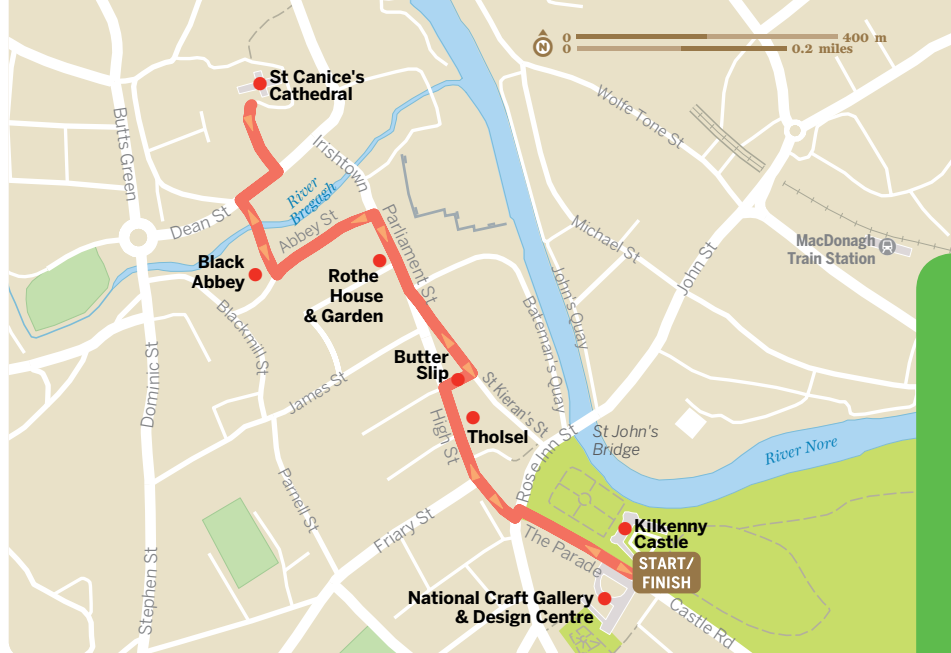 0
400 m
N
0
0.2 miles
St Canice's
Cathedral
Wolfe Tone St
Butts Green
Irishtown
River
Bregagh
Dean St
Abbey St
Parliament St
Michael St
John St
MacDonagh
Train Station
Black
Abbey
Rothe
House
& Garden
John's Quay
Bateman's Quay
Blackmill St
Dominic St
James St
Butter
Slip
St Kieran's St
High St
Tholsel
Rose Inn St
St John's
Bridge
River Nore
Parnell St
Friary St
Kilkenny
Castle
The Parade
START/
FINISH
Stephen St
National Craft Gallery
& Design Centre
Castle Rd